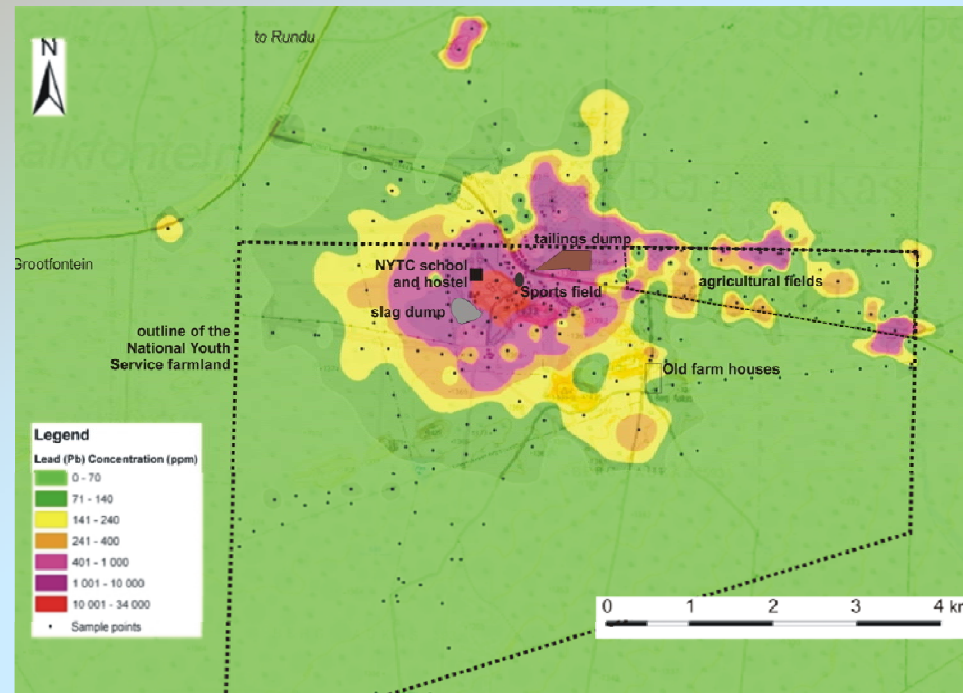 to Rundu
N
Grootfontein
tailings dump
NYTC school
and hostel
Sports field
agricultural fields
slag dump
outline of the
National Youth
Service farmland
Old farm houses
Legend
Lead (Pb) Concentration (ppm)
0 - 70
71 - 140
141 - 240
241 - 400
401 - 1 000
1 001 - 10 000
10 001 - 34 000
Sample points
0 1 2 3 4 km